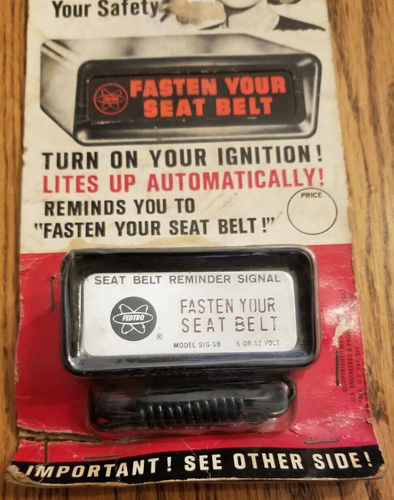 Your Safety
FASTEN YOUR
SEAT BELT
TURN ON YOUR IGNITION!
LITES UP AUTOMATICALLY!
REMINDS YOU TO
"FASTEN YOUR SEAT BELT!"
PRICE
SEAT BELT REMINDER SIGNAL
FEDTRO
®
FASTEN YOUR
SEAT BELT
MODEL SIG-SB 6 OR 12 VOLT
IMPORTANT! SEE OTHER SIDE!